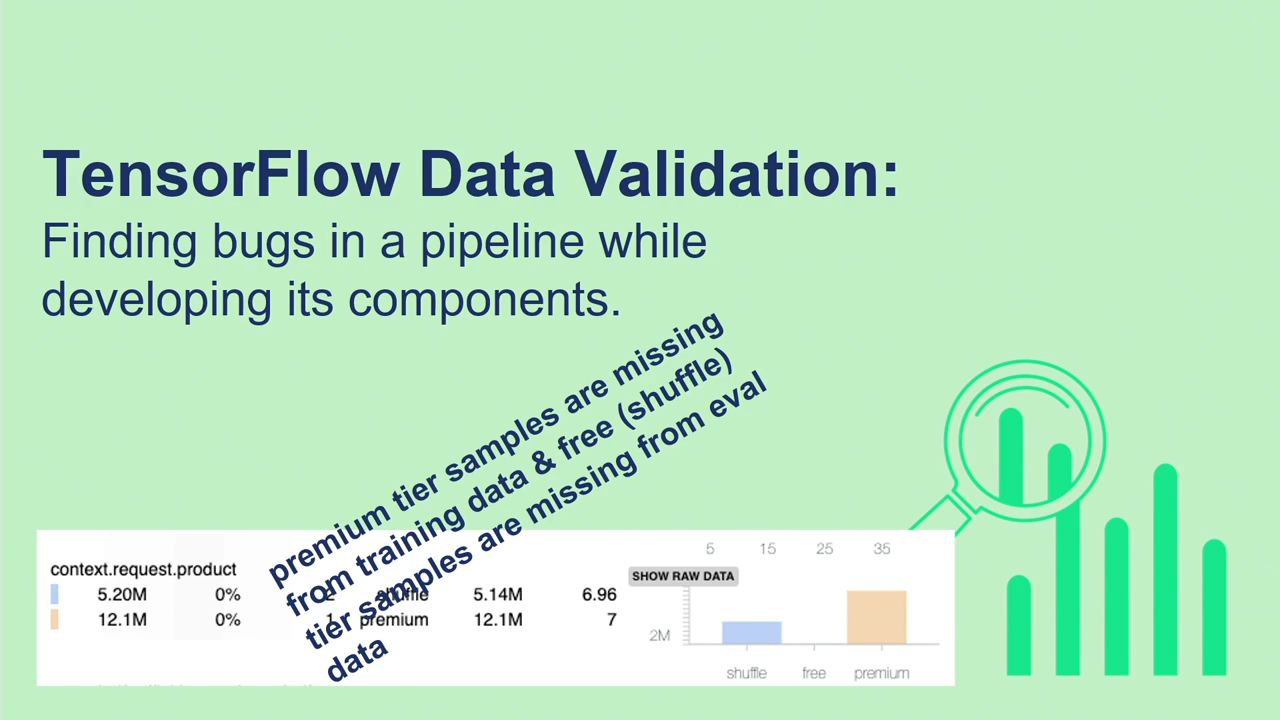 TensorFlow Data Validation:
Finding bugs in a pipeline while
developing its components.
premium tier samples are missing
from training data & free (shuffle)
tier samples are missing from eval
data
context.request.product
5.20M 0% 2 shuffle 5.14M 6.96
12.1M 0% 1 premium 12.1M 7
5 15 25 35
SHOW RAW DATA
2M
shuffle free premium